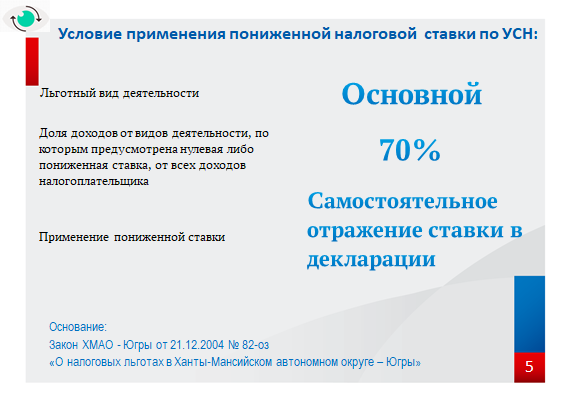 Условие применения пониженной налоговой ставки по УСН:
Льготный вид деятельности
Основной
Доля доходов от видов деятельности, по
которым предусмотрена нулевая либо
пониженная ставка, от всех доходов
налогоплательщика
70%
Применение пониженной ставки
Самостоятельное
отражение ставки в
декларации
Основание:
Закон ХМАО - Югры от 21.12.2004 № 82-оз
«О налоговых льготах в Ханты-Мансийском автономном округе – Югры»
5